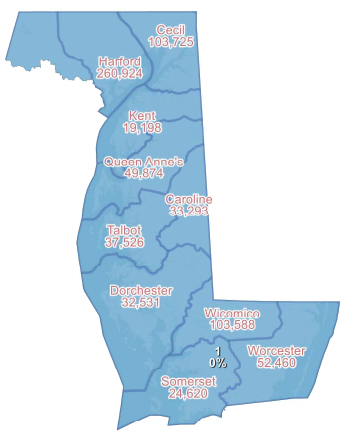 Cecil
103,725
Harford
260,924
Kent
19,198
Queen Anne's
49,874
Caroline
33,293
Talbot
37,526
Dorchester
32,531
Wicomico
103,588
1
0%
Worcester
52,460
Somerset
24,620